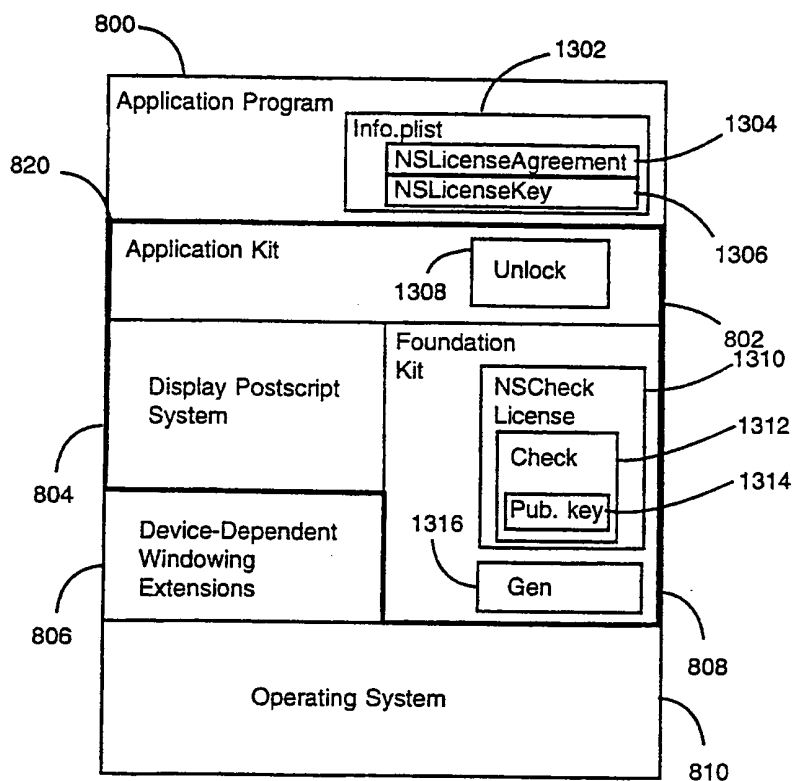 800
1302
Application Program
Info.plist
1304
NSLicenseAgreement
820
NSLicenseKey
1306
Application Kit
Unlock
1308
802
Foundation
Kit
1310
NSCheck
License
Display Postscript
System
1312
Check
1314
804
Pub. key
Device-Dependent
Windowing
Extensions
1316
Gen
806
808
Operating System
810